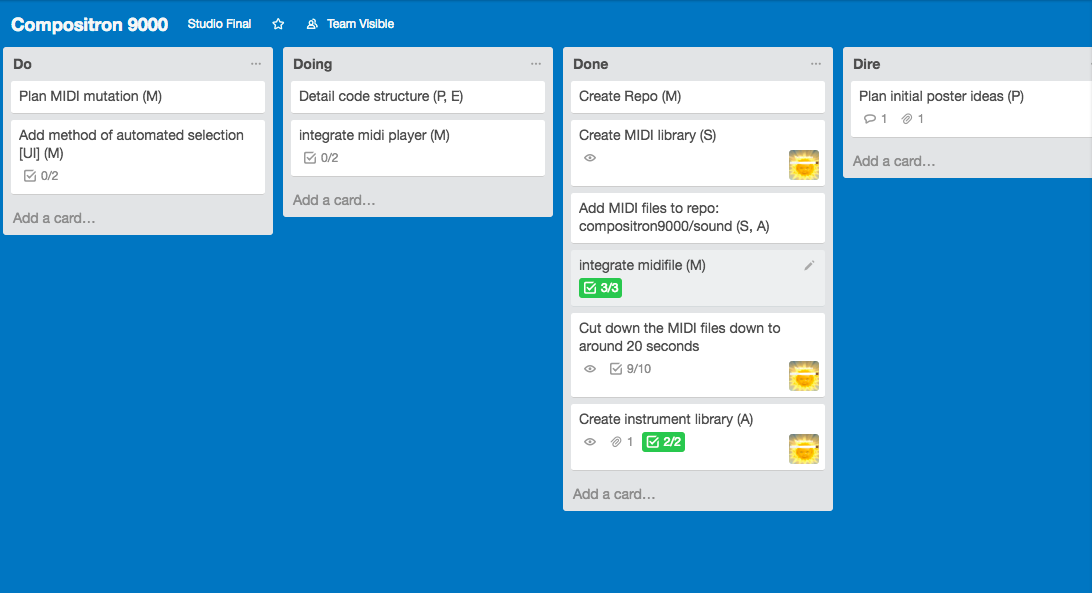 Compositron 9000 Studio Final Team Visible
Do
Plan MIDI mutation (M)
Add method of automated selection
[UI] (M)
0/2
Add a card...
Doing
Detail code structure (P, E)
integrate midi player (M)
0/2
Add a card...
Done
Create Repo (M)
Create MIDI library (S)
Add MIDI files to repo:
compositron9000/sound (S, A)
integrate midifile (M)
3/3
Cut down the MIDI files down to
around 20 seconds
9/10
Create instrument library (A)
1 2/2
Add a card...
Dire
Plan initial poster ideas (P)
1 1
Add a card...